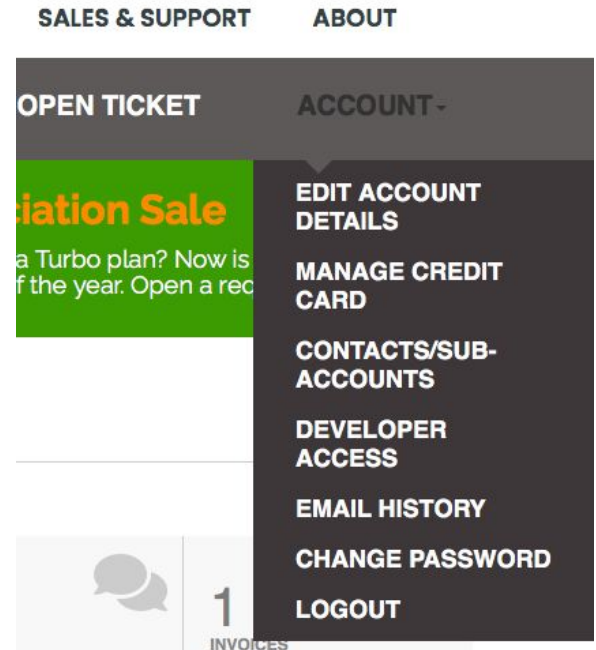 SALES & SUPPORT ABOUT
OPEN TICKET ACCOUNT
ciation Sale
a Turbo plan? Now is
f the year. Open a rec
EDIT ACCOUNT
DETAILS
MANAGE CREDIT
CARD
CONTACTS/SUB-
ACCOUNTS
DEVELOPER
ACCESS
EMAIL HISTORY
CHANGE PASSWORD
LOGOUT
1
INVOICES